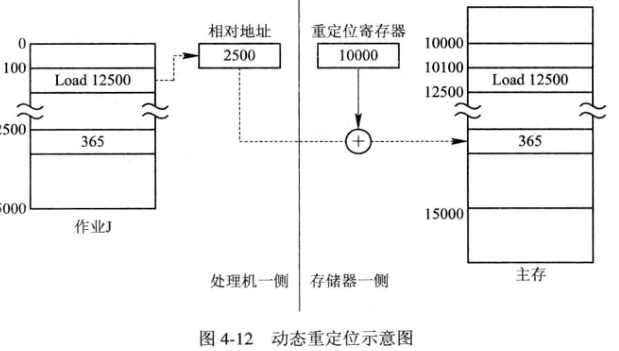 相对地址
重定位寄存器
0
2500
10000
10000
100
Load 12500
10100
Load 12500
12500
2500
365
+
365
5000
15000
作业J
处理机一侧
存储器一侧
主存
图 4-12 动态重定位示意图